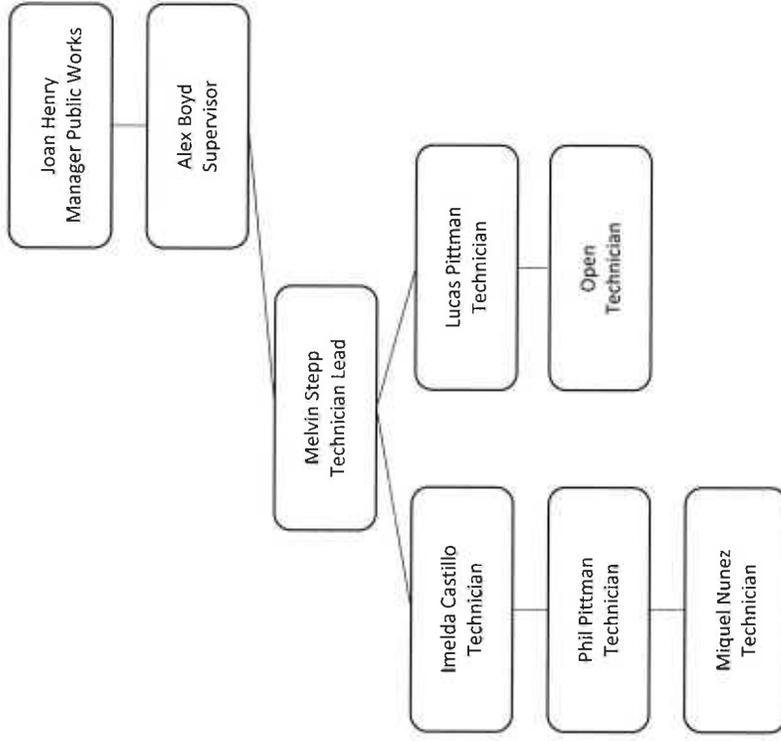 Joan Henry
Manager Public Works
Alex Boyd
Supervisor
Melvin Stepp
Technician Lead
Lucas Pittman
Technician
Open
Technician
Imelda Castillo
Technician
Phil Pittman
Technician
Miquel Nunez
Technician